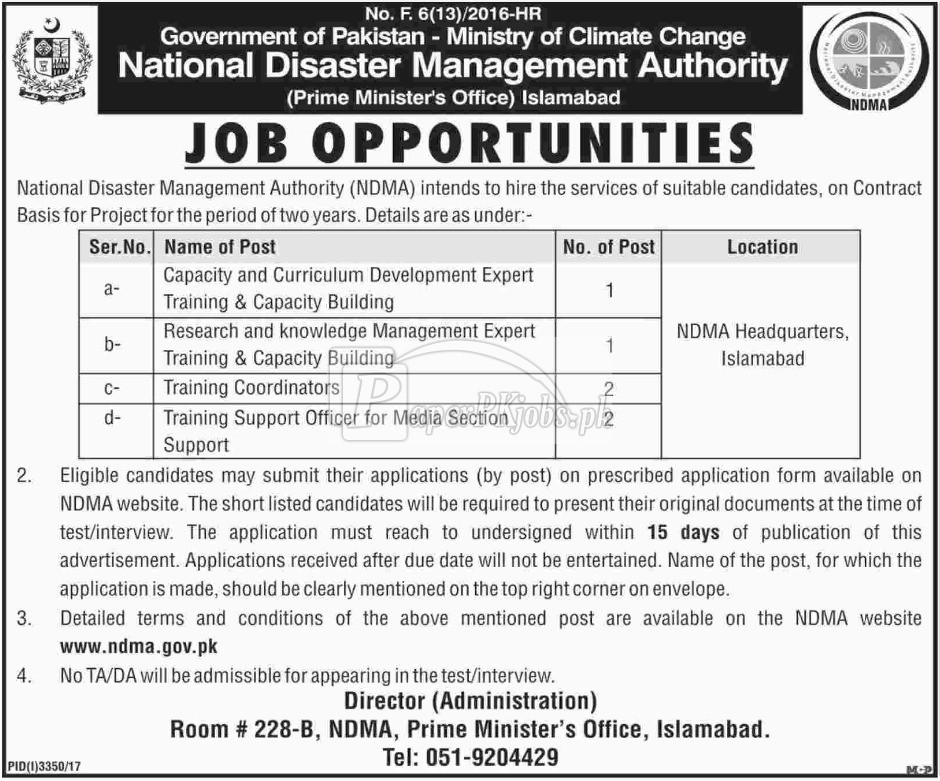 No. F. 6(13)/2016-HR
Government of Pakistan - Ministry of Climate Change
National Disaster Management Authority
(Prime Minister's Office) Islamabad
NDMA
JOB OPPORTUNITIES
National Disaster Management Authority (NDMA) intends to hire the services of suitable candidates, on Contract
Basis for Project for the period of two years. Details are as under:-
Ser.No. Name of Post No. of Post Location
a- Capacity and Curriculum Development Expert
Training & Capacity Building 1
b- Research and knowledge Management Expert
Training & Capacity Building 1
NDMA Headquarters,
Islamabad
c- Training Coordinators 2
d- Training Support Officer for Media Section
Support 2
PaperPKjobs.pk
2. Eligible candidates may submit their applications (by post) on prescribed application form available on
NDMA website. The short listed candidates will be required to present their original documents at the time of
test/interview. The application must reach to undersigned within 15 days of publication of this
advertisement. Applications received after due date will not be entertained. Name of the post, for which the
application is made, should be clearly mentioned on the top right corner on envelope.
3. Detailed terms and conditions of the above mentioned post are available on the NDMA website
www.ndma.gov.pk
4. No TA/DA will be admissible for appearing in the test/interview.
Director (Administration)
Room # 228-B, NDMA, Prime Minister's Office, Islamabad.
Tel: 051-9204429
PID(I)3350/17